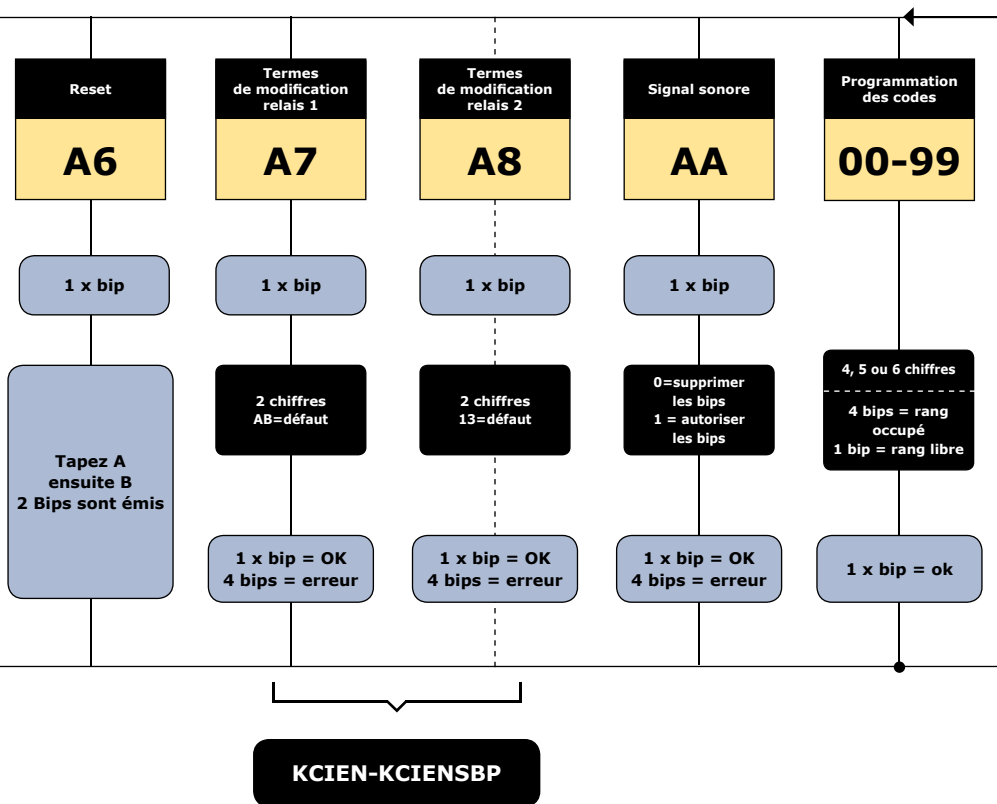 Reset
A6
1 x bip
Tapez A
ensuite B
2 Bips sont émis
Termes
de modification
relais 1
A7
1 x bip
2 chiffres
AB=défaut
1 x bip = OK
4 bips = erreur
Termes
de modification
relais 2
A8
1 x bip
2 chiffres
13=défaut
1 x bip = OK
4 bips = erreur
Signal sonore
AA
1 x bip
0=supprimer
les bips
1 = autoriser
les bips
1 x bip = OK
4 bips = erreur
Programmation
des codes
00-99
4, 5 ou 6 chiffres
4 bips = rang
occupé
1 bip = rang libre
1 x bip = ok
KCIEN-KCIENSBP